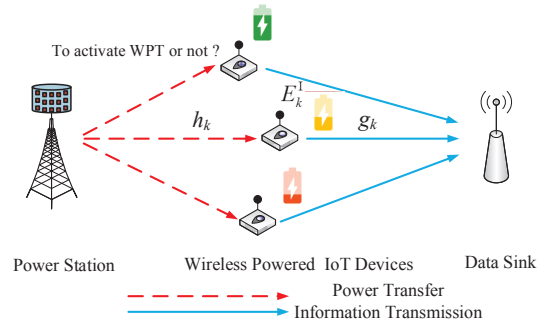 To activate WPT or not ?
E_k^1
h_k
g_k
Power Station
Wireless Powered IoT Devices
Data Sink
Power Transfer
Information Transmission